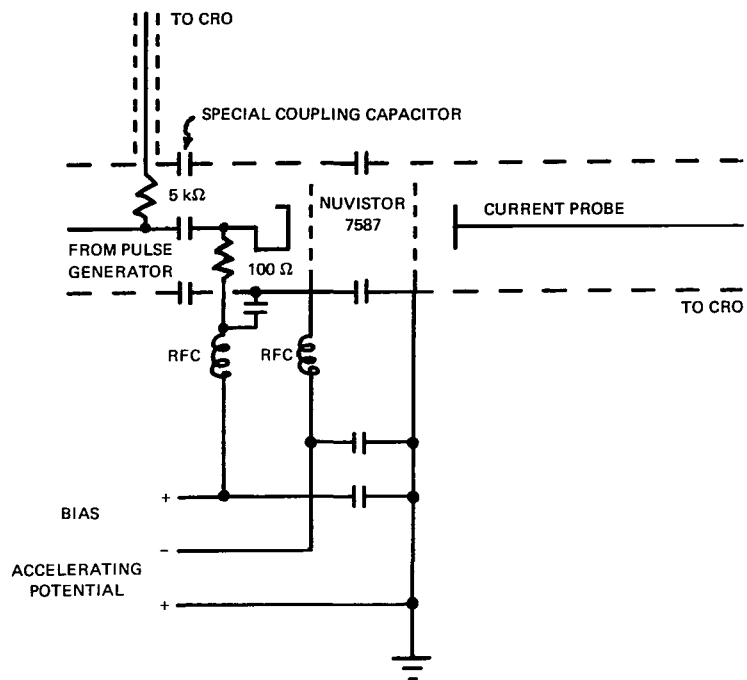 TO CRO
SPECIAL COUPLING CAPACITOR
5 kΩ
NUVISTOR
7587
CURRENT PROBE
FROM PULSE
GENERATOR
100 Ω
TO CRO
RFC
RFC
+
BIAS
−
ACCELERATING
POTENTIAL
+